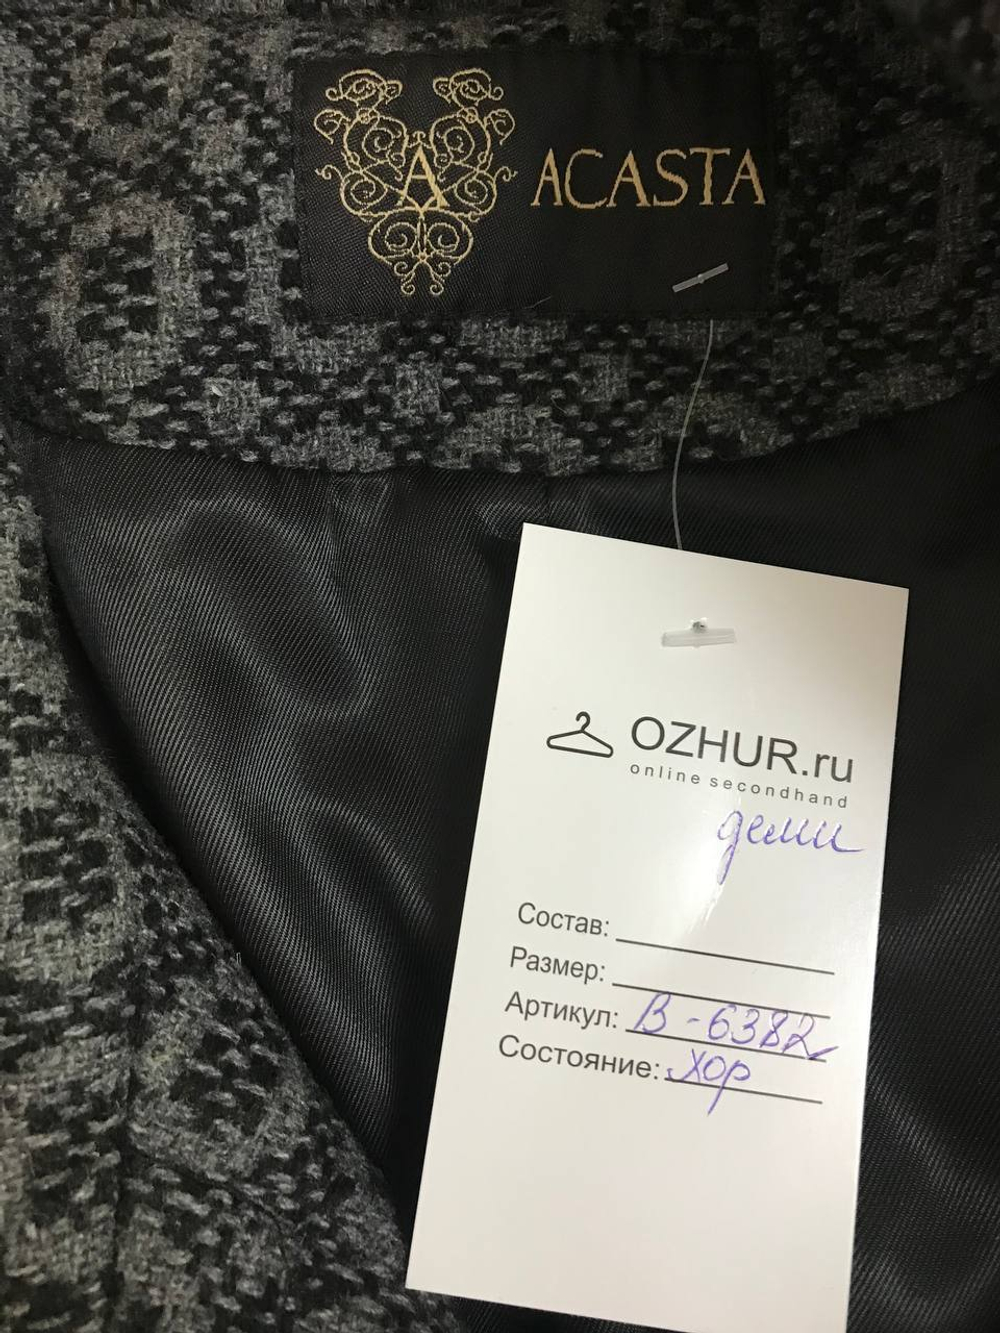 A
ACASTA
OZHUR.ru
online secondhand
деми
Состав:
Размер:
Артикул: В-6382
Состояние: хор